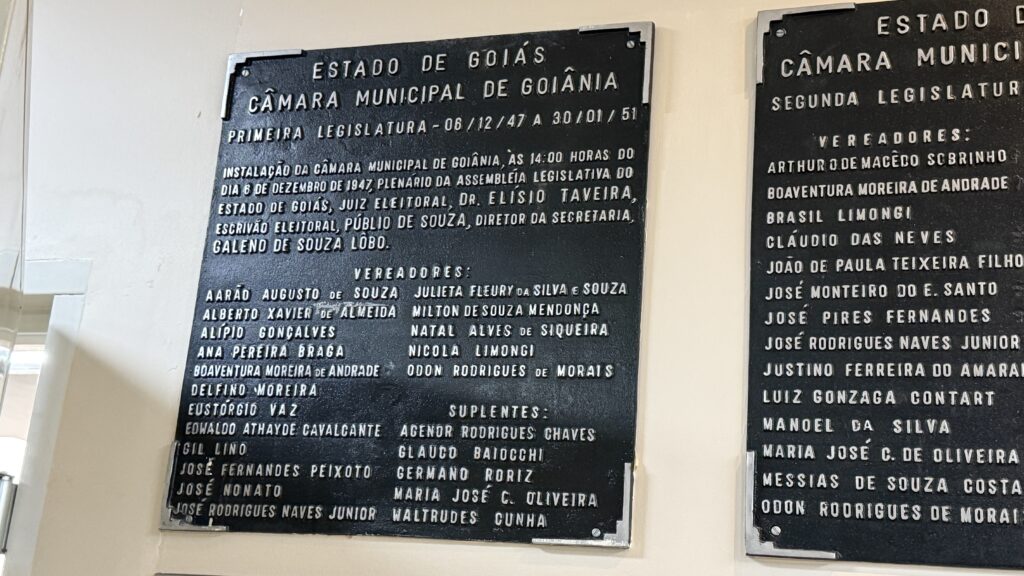 ESTADO DE GOIÁS
CÂMARA MUNICIPAL DE GOIÂNIA
PRIMEIRA LEGISLATURA - 06/12/47 A 30/01/51
INSTALAÇÃO DA CÂMARA MUNICIPAL DE GOIÂNIA, ÀS 14:00 HORAS DO
DIA 6 DE DEZEMBRO DE 1947, PLENÁRIO DA ASSEMBLÉIA LEGISLATIVA DO
ESTADO DE GOIÁS, JUIZ ELEITORAL, DR. ELÍSIO TAVEIRA,
ESCRIVÃO ELEITORAL, PÚBLIO DE SOUZA, DIRETOR DA SECRETARIA,
GALENO DE SOUZA LÔBO.
VEREADORES:
AARÃO AUGUSTO DE SOUZA
ALBERTO XAVIER DE ALMEIDA
ALÍPIO GONÇALVES
ANA PEREIRA BRAGA
BOAVENTURA MOREIRA DE ANDRADE
DELFINO MOREIRA
EUSTÓRGIO VAZ
EDWALDO ATHAYDE CAVALCANTE
GIL LINO
JOSÉ FERNANDES PEIXOTO
JOSÉ NONATO
JOSÉ RODRIGUES NAVES JUNIOR
JULIETA FLEURY DA SILVA E SOUZA
MILTON DE SOUZA MENDONÇA
NATAL ALVES DE SIQUEIRA
NICOLA LIMONGI
ODON RODRIGUES DE MORAIS
SUPLENTES:
AGENOR RODRIGUES CHAVES
GLAUCO BAIOCCHI
GERMANO RORIZ
MARIA JOSÉ C. OLIVEIRA
WALTRUDES CUNHA
ESTADO D
CÂMARA MUNICI
SEGUNDA LEGISLATUR
VEREADORES:
ARTHUR O DE MACÊDO SOBRINHO
BOAVENTURA MOREIRA DE ANDRADE
BRASIL LIMONGI
CLÁUDIO DAS NEVES
JOÃO DE PAULA TEIXEIRA FILHO
JOSÉ MONTEIRO DO E. SANTO
JOSÉ PIRES FERNANDES
JOSÉ RODRIGUES NAVES JUNIOR
JUSTINO FERREIRA DO AMARAL
LUIZ GONZAGA CONTART
MANOEL DA SILVA
MARIA JOSÉ C. DE OLIVEIRA
MESSIAS DE SOUZA COSTA
ODON RODRIGUES DE MORAIS